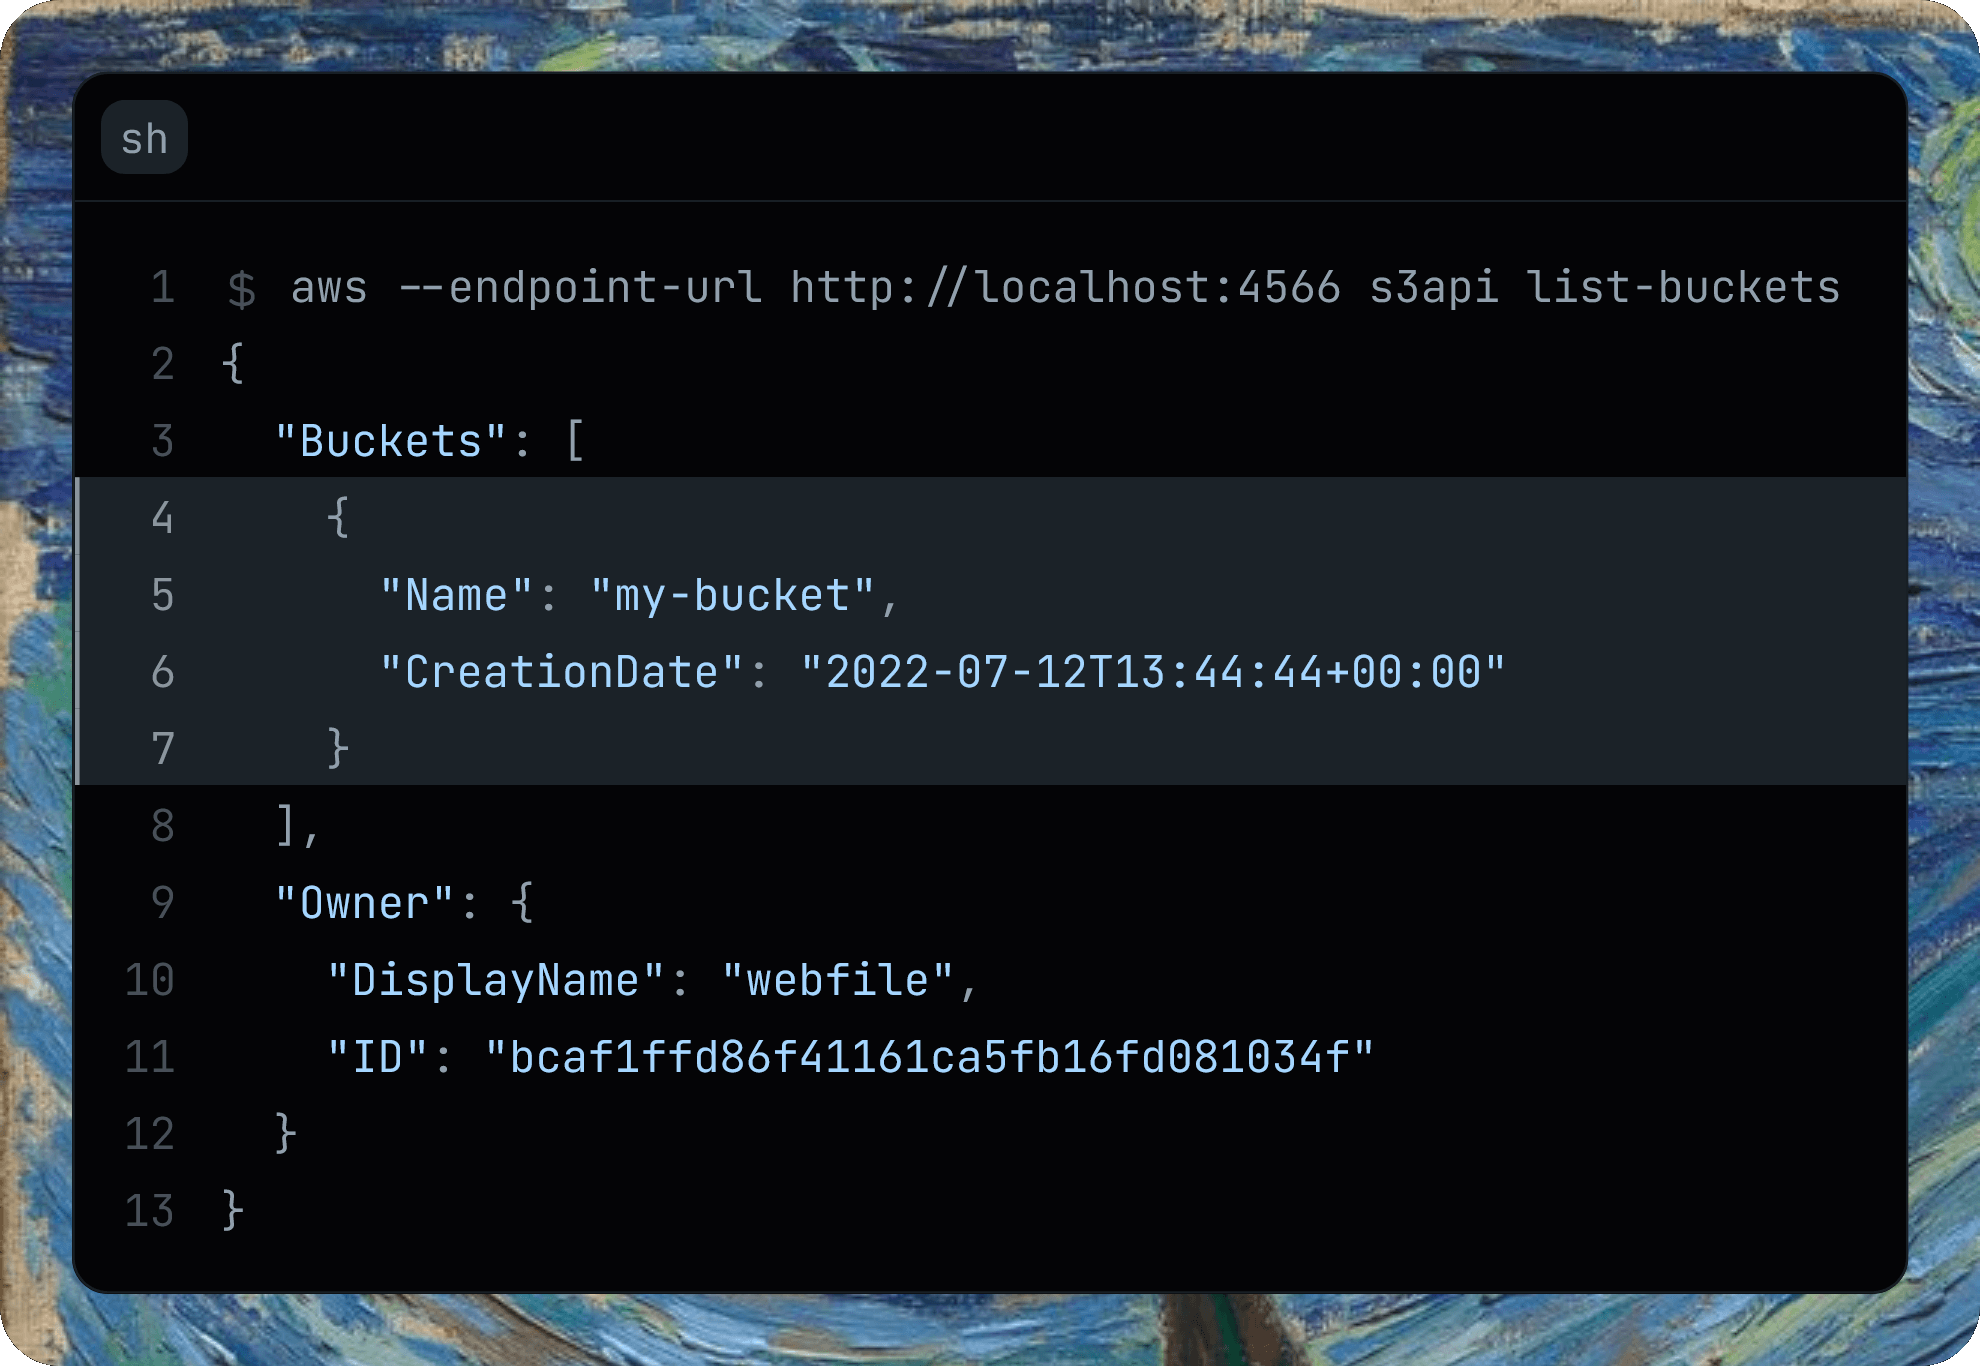 sh
1 $ aws --endpoint-url http://localhost:4566 s3api list-buckets
2 {
3   "Buckets": [
4     {
5       "Name": "my-bucket",
6       "CreationDate": "2022-07-12T13:44:44+00:00"
7     }
8   ],
9   "Owner": {
10     "DisplayName": "webfile",
11     "ID": "bcaf1ffd86f41161ca5fb16fd081034f"
12   }
13 }